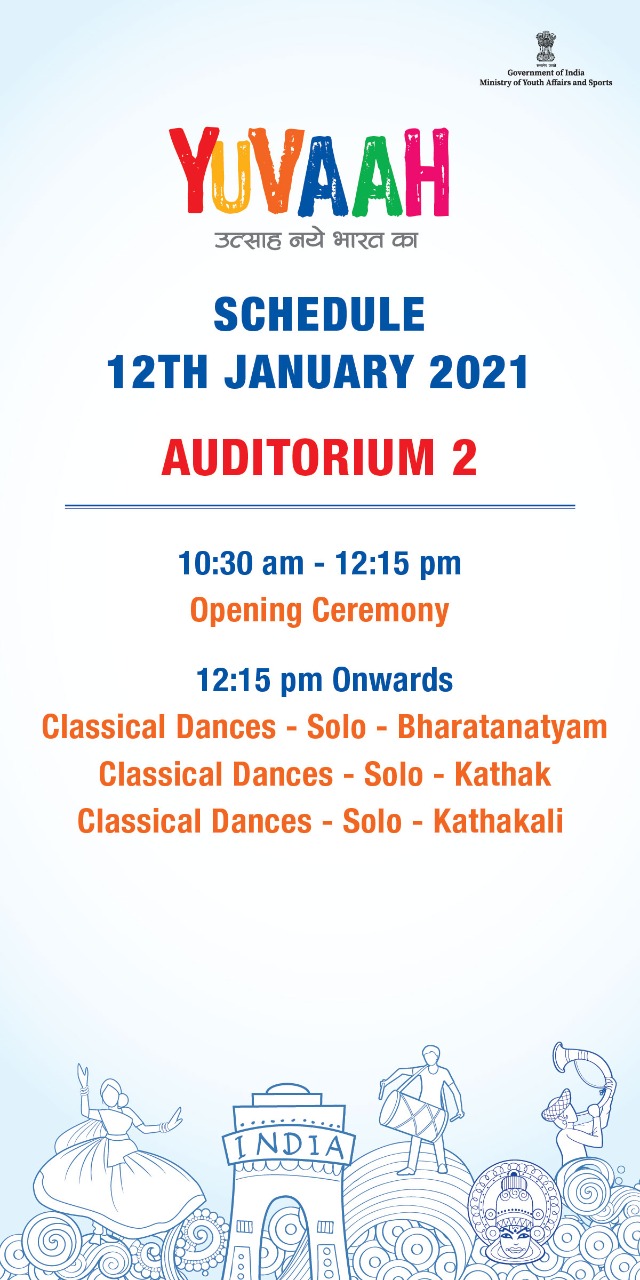 Government of India
Ministry of Youth Affairs and Sports
YUVAAH
उत्साह नये भारत का
SCHEDULE
12TH JANUARY 2021
AUDITORIUM 2
10:30 am - 12:15 pm
Opening Ceremony
12:15 pm Onwards
Classical Dances - Solo - Bharatanatyam
Classical Dances - Solo - Kathak
Classical Dances - Solo - Kathakali
INDIA